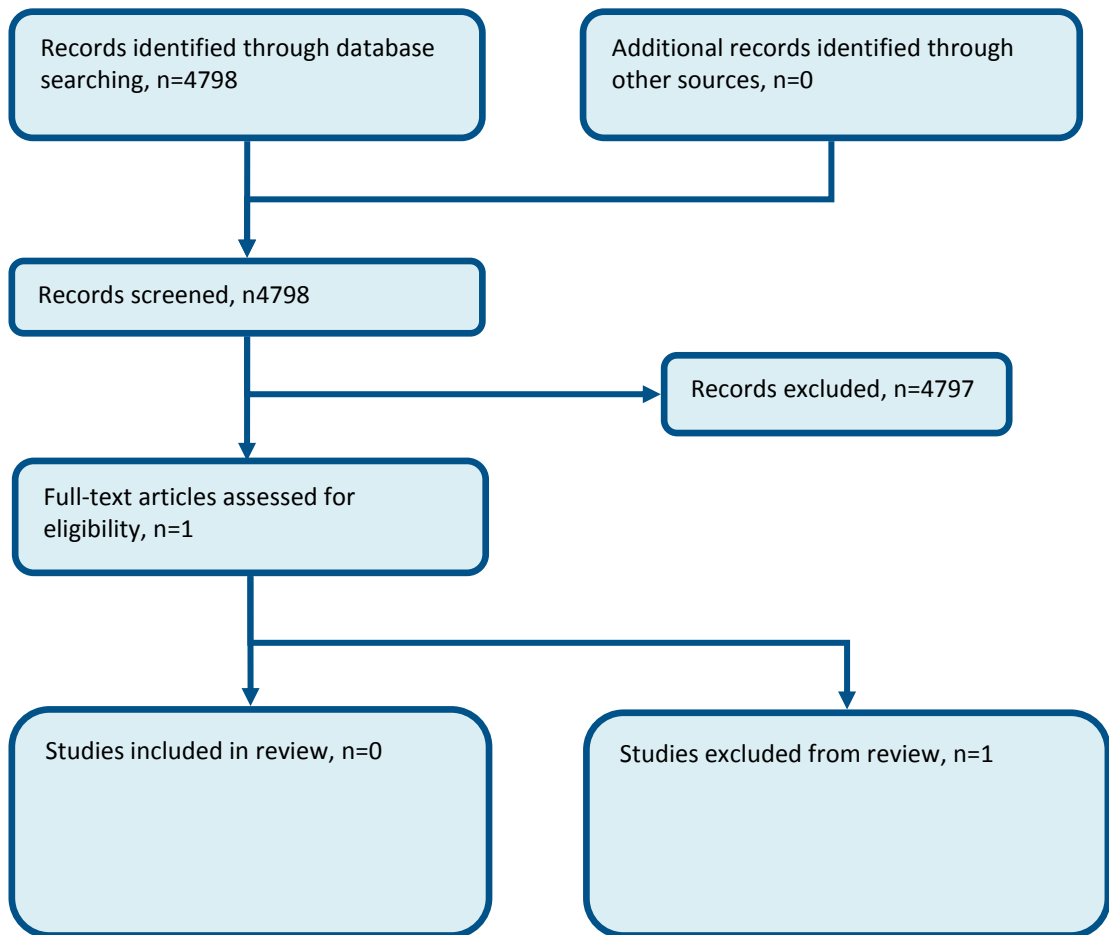 Records identified through database
searching, n=4798
Additional records identified through
other sources, n=0
Records screened, n4798
Records excluded, n=4797
Full-text articles assessed for
eligibility, n=1
Studies included in review, n=0
Studies excluded from review, n=1